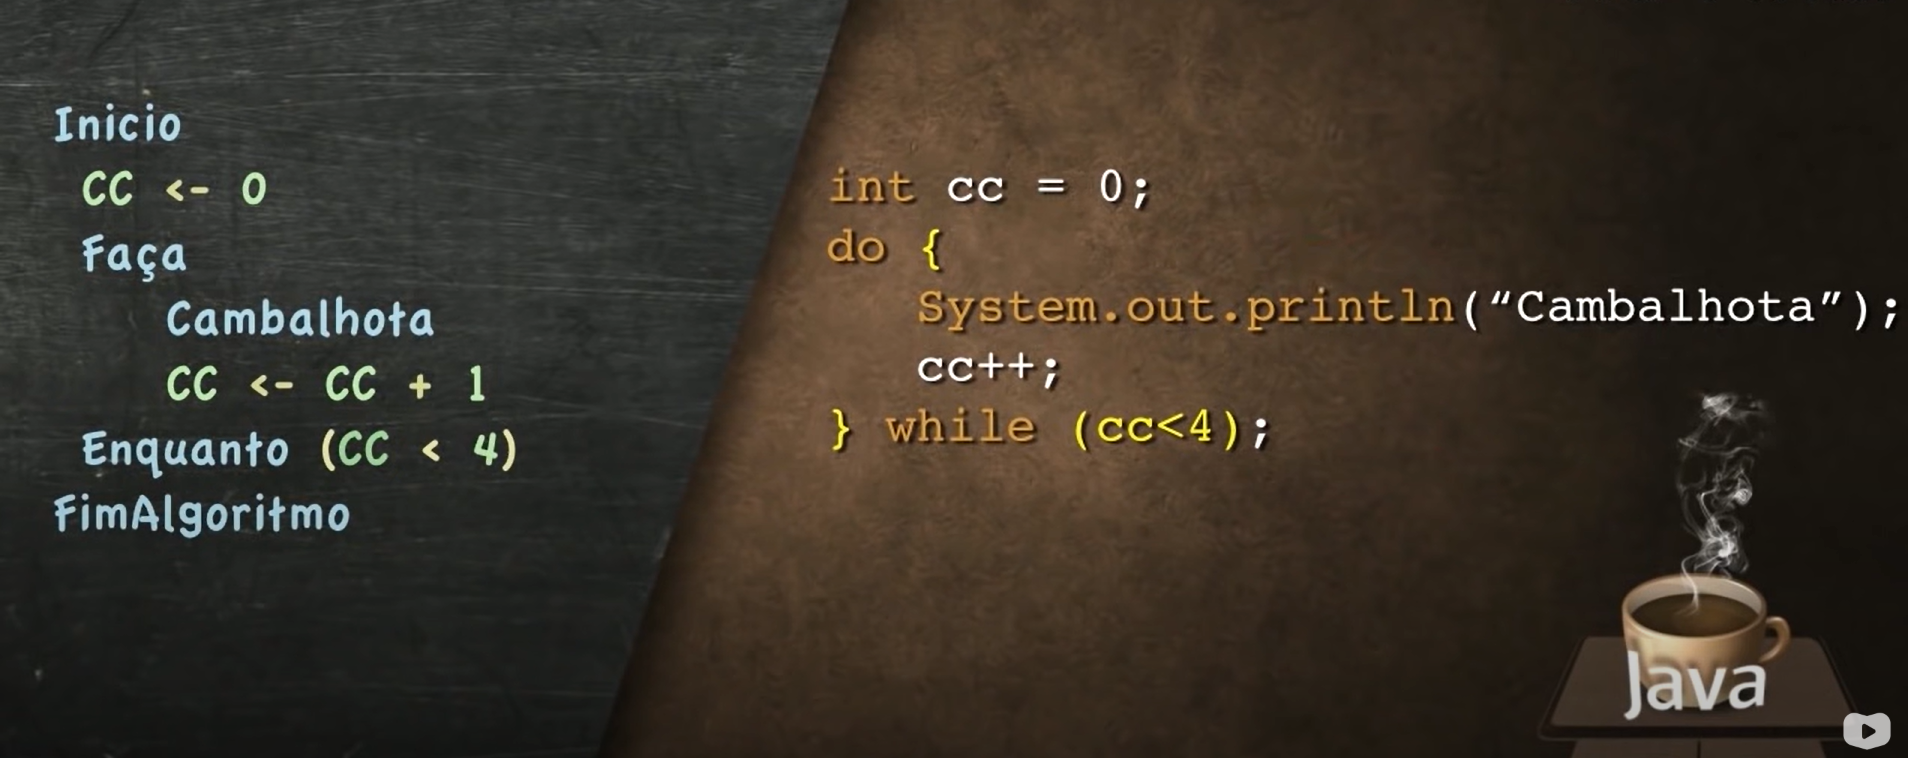 Inicio
CC <- 0
Faça
Cambalhota
CC <- CC + 1
Enquanto (CC < 4)
FimAlgoritmo
int cc = 0;
do {
System.out.println(“Cambalhota”);
cc++;
} while (cc<4);
Java